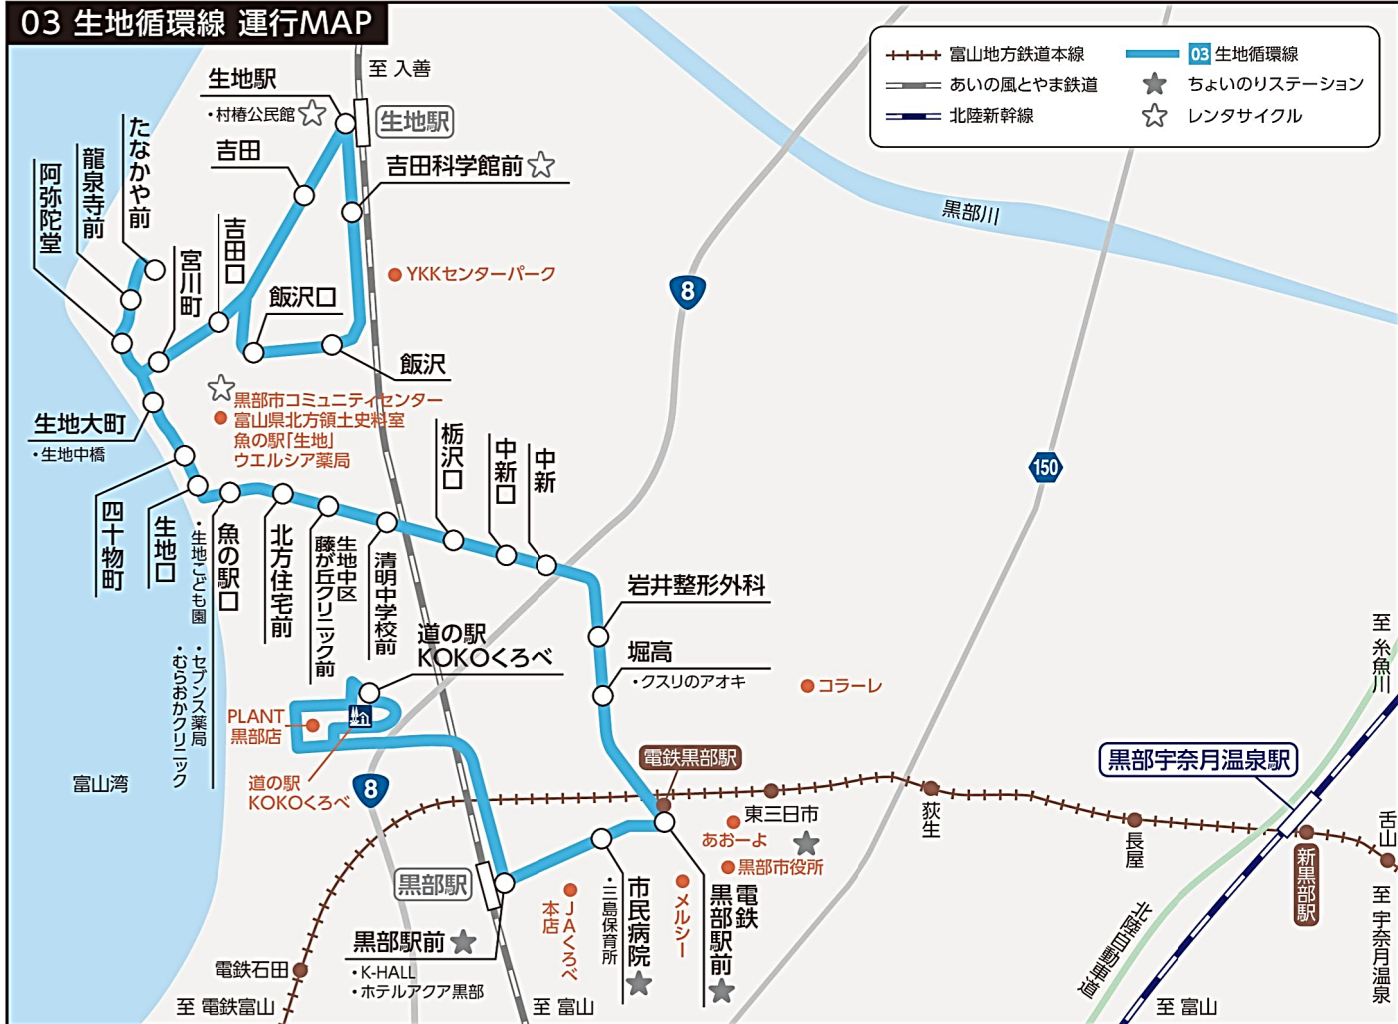 03 生地循環線 運行MAP
富山地方鉄道本線
03 生地循環線
あいの風とやま鉄道
ちょいのりステーション
北陸新幹線
レンタサイクル
至 入善
生地駅
・村椿公民館
生地駅
吉田
吉田科学館前
たなかや前
龍泉寺前
阿弥陀堂
宮川町
吉田口
飯沢口
飯沢
YKKセンターパーク
黒部川
8
150
黒部市コミュニティセンター
富山県北方領土史料室
魚の駅「生地」
ウエルシア薬局
生地大町
・生地中橋
四十物町
生地口
・生地こども園
魚の駅口
・セブンス薬局
・むらおかクリニック
北方住宅前
生地中区
藤が丘クリニック前
清明中学校前
栃沢口
中新口
中新
岩井整形外科
堀高
・クスリのアオキ
コラーレ
道の駅
KOKOくろべ
PLANT
黒部店
道の駅
KOKOくろべ
8
富山湾
電鉄黒部駅
東三日市
あおーよ
黒部市役所
荻生
長屋
黒部宇奈月温泉駅
新黒部駅
舌山
至 糸魚川
至 宇奈月温泉
北陸自動車道
至 富山
黒部駅
黒部駅前
・K-HALL
・ホテルアクア黒部
JAくろべ
本店
市民病院
・三島保育所
メルシー
電鉄
黒部駅前
電鉄石田
至 電鉄富山
至 富山